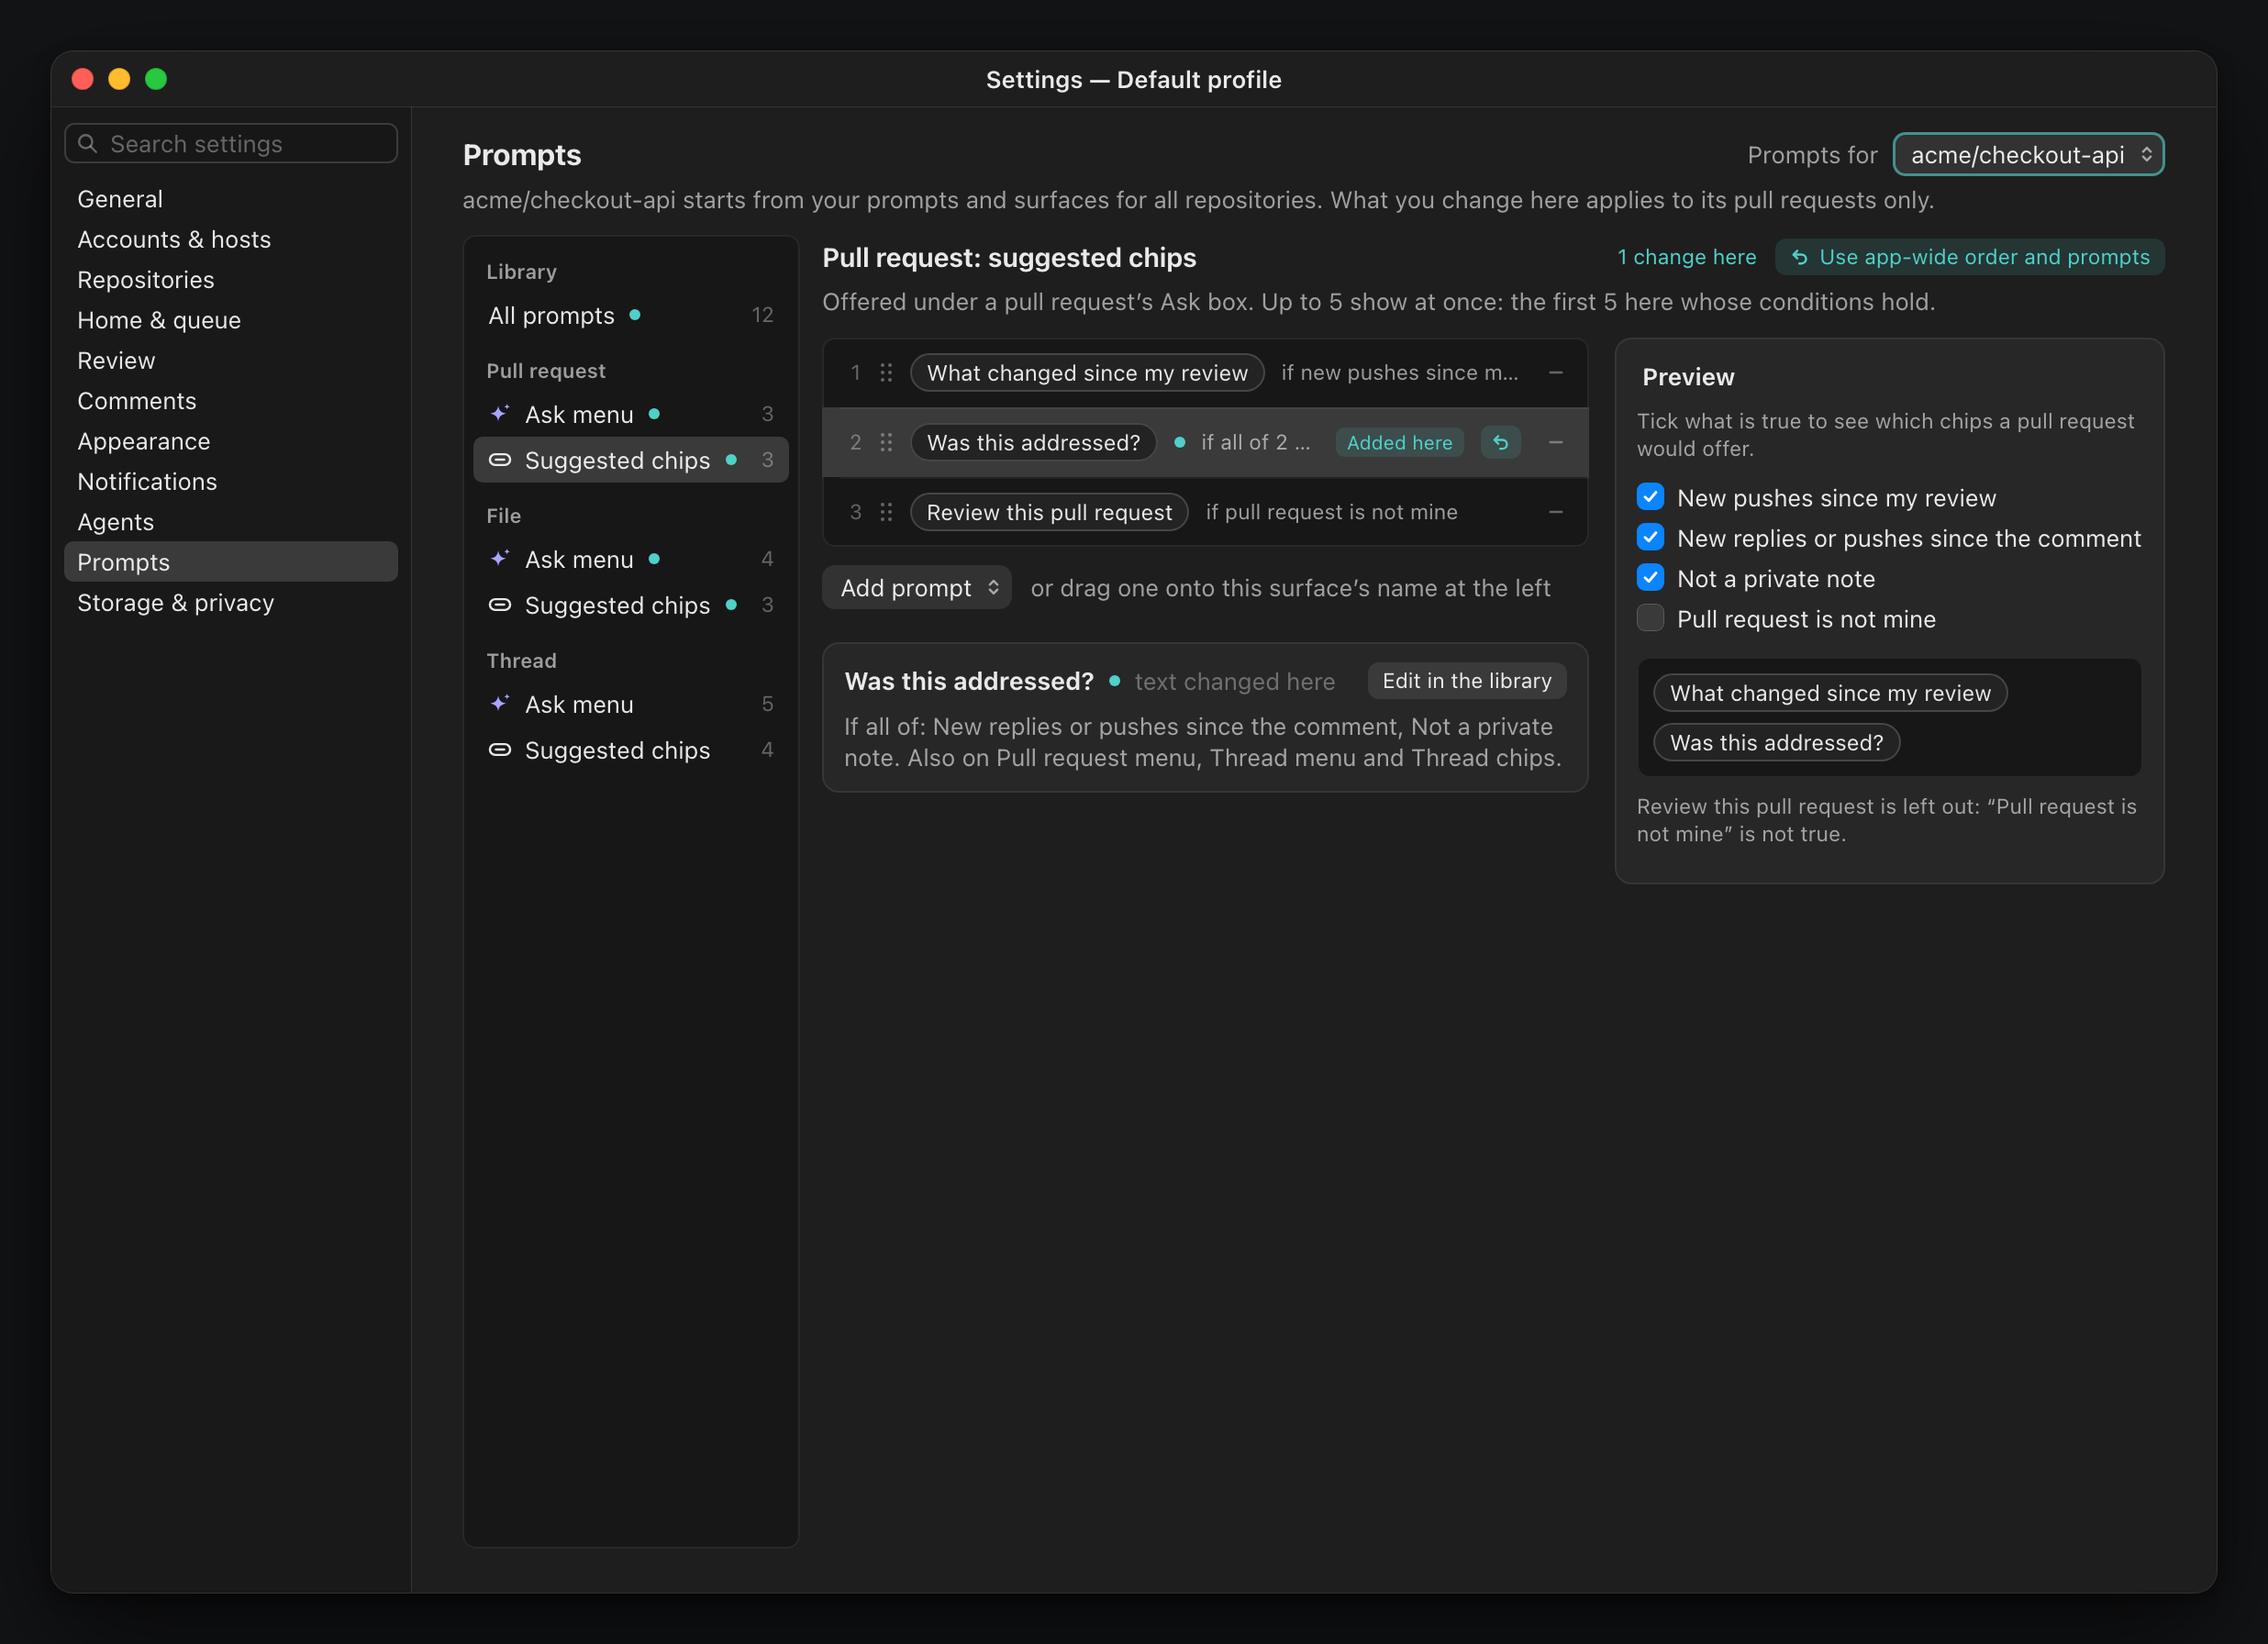 Settings — Default profile
Search settings
General
Accounts & hosts
Repositories
Home & queue
Review
Comments
Appearance
Notifications
Agents
Prompts
Storage & privacy
Prompts
Prompts for acme/checkout-api
acme/checkout-api starts from your prompts and surfaces for all repositories. What you change here applies to its pull requests only.
Library
All prompts 12
Pull request
Ask menu 3
Suggested chips 3
File
Ask menu 4
Suggested chips 3
Thread
Ask menu 5
Suggested chips 4
Pull request: suggested chips
1 change here Use app-wide order and prompts
Offered under a pull request’s Ask box. Up to 5 show at once: the first 5 here whose conditions hold.
1 What changed since my review if new pushes since m...
2 Was this addressed? if all of 2 ... Added here
3 Review this pull request if pull request is not mine
Add prompt or drag one onto this surface’s name at the left
Was this addressed? text changed here Edit in the library
If all of: New replies or pushes since the comment, Not a private
note. Also on Pull request menu, Thread menu and Thread chips.
Preview
Tick what is true to see which chips a pull request
would offer.
New pushes since my review
New replies or pushes since the comment
Not a private note
Pull request is not mine
What changed since my review
Was this addressed?
Review this pull request is left out: “Pull request is
not mine” is not true.